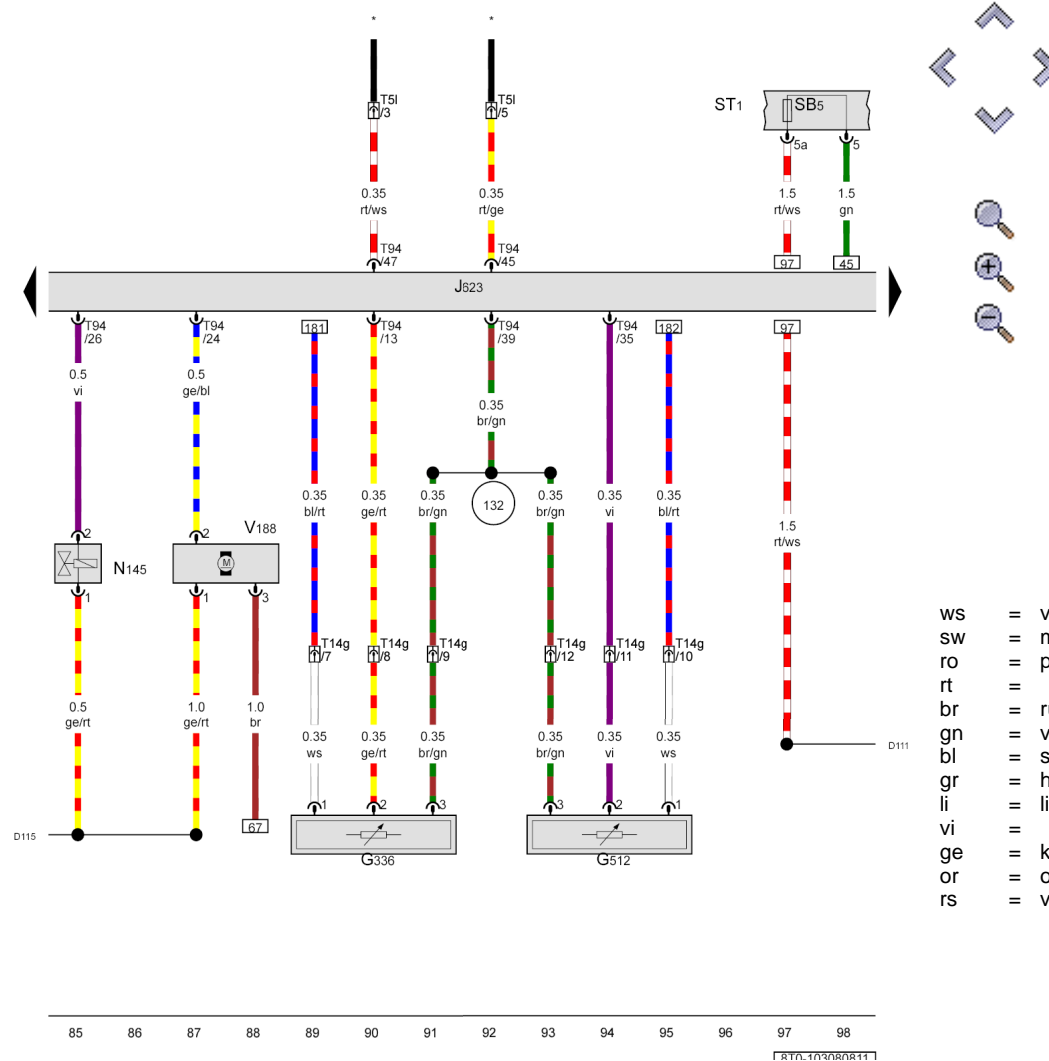 * *
T5l /3
T5l /5
ST1 SB5
5a 5
0.35 rt/ws
0.35 rt/ge
1.5 rt/ws
1.5 gn
T94 /47
T94 /45
97 45
J623
T94 /26
T94 /24
181
T94 /13
T94 /39
T94 /35
182
97
0.5 vi
0.5 ge/bl
0.35 br/gn
0.35 bl/rt
0.35 ge/rt
0.35 br/gn
132
0.35 br/gn
0.35 vi
0.35 bl/rt
1.5 rt/ws
2 2 V188
M
N145
1 1 3
T14g /7
T14g /8
T14g /9
T14g /12
T14g /11
T14g /10
0.5 ge/rt
1.0 ge/rt
1.0 br
0.35 ws
0.35 ge/rt
0.35 br/gn
0.35 br/gn
0.35 vi
0.35 ws
D111
1 2 3 3 2 1
D115
67
G336 G512
ws =
sw =
ro =
rt =
br =
gn =
bl =
gr =
li =
vi =
ge =
or =
rs =
85 86 87 88 89 90 91 92 93 94 95 96 97 98
8T0-103080811